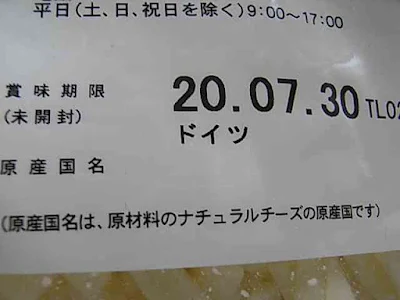 平日(土、日、祝日を除く)9:00〜17:00
賞味期限 20.07.30 TL02
(未開封)
ドイツ
原産国名
(原産国名は、原材料のナチュラルチーズの原産国です)